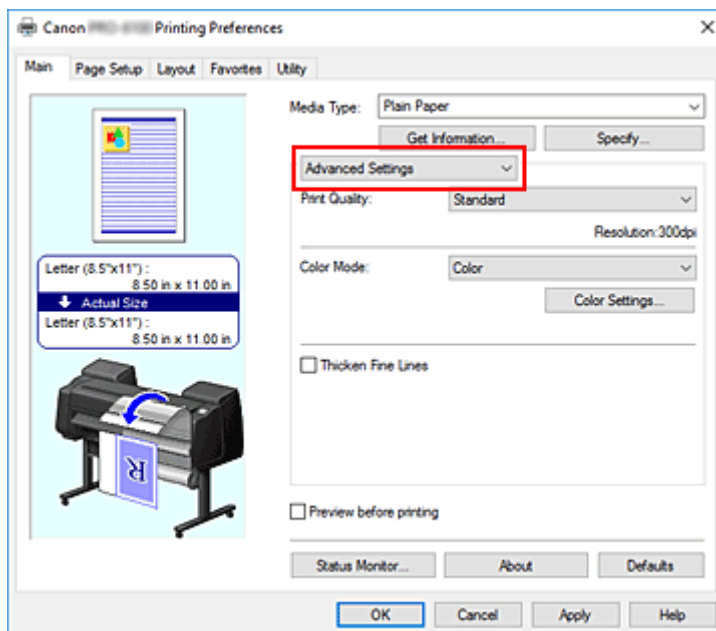 Canon Printing Preferences
Main Page Setup Layout Favorites Utility
Media Type: Plain Paper
Get Information... Specify...
Advanced Settings
Print Quality: Standard
Resolution:300dpi
Color Mode: Color
Color Settings...
Thicken Fine Lines
Letter (8.5"x11") :
8.50 in x 11.00 in
Actual Size
Letter (8.5"x11") :
8.50 in x 11.00 in
R
Preview before printing
Status Monitor... About Defaults
OK Cancel Apply Help